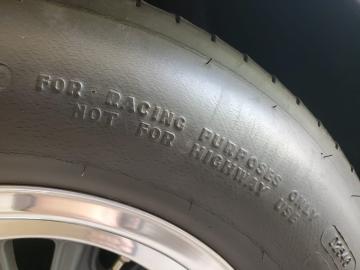 FOR RACING PURPOSES ONLY
NOT FOR HIGHWAY USE